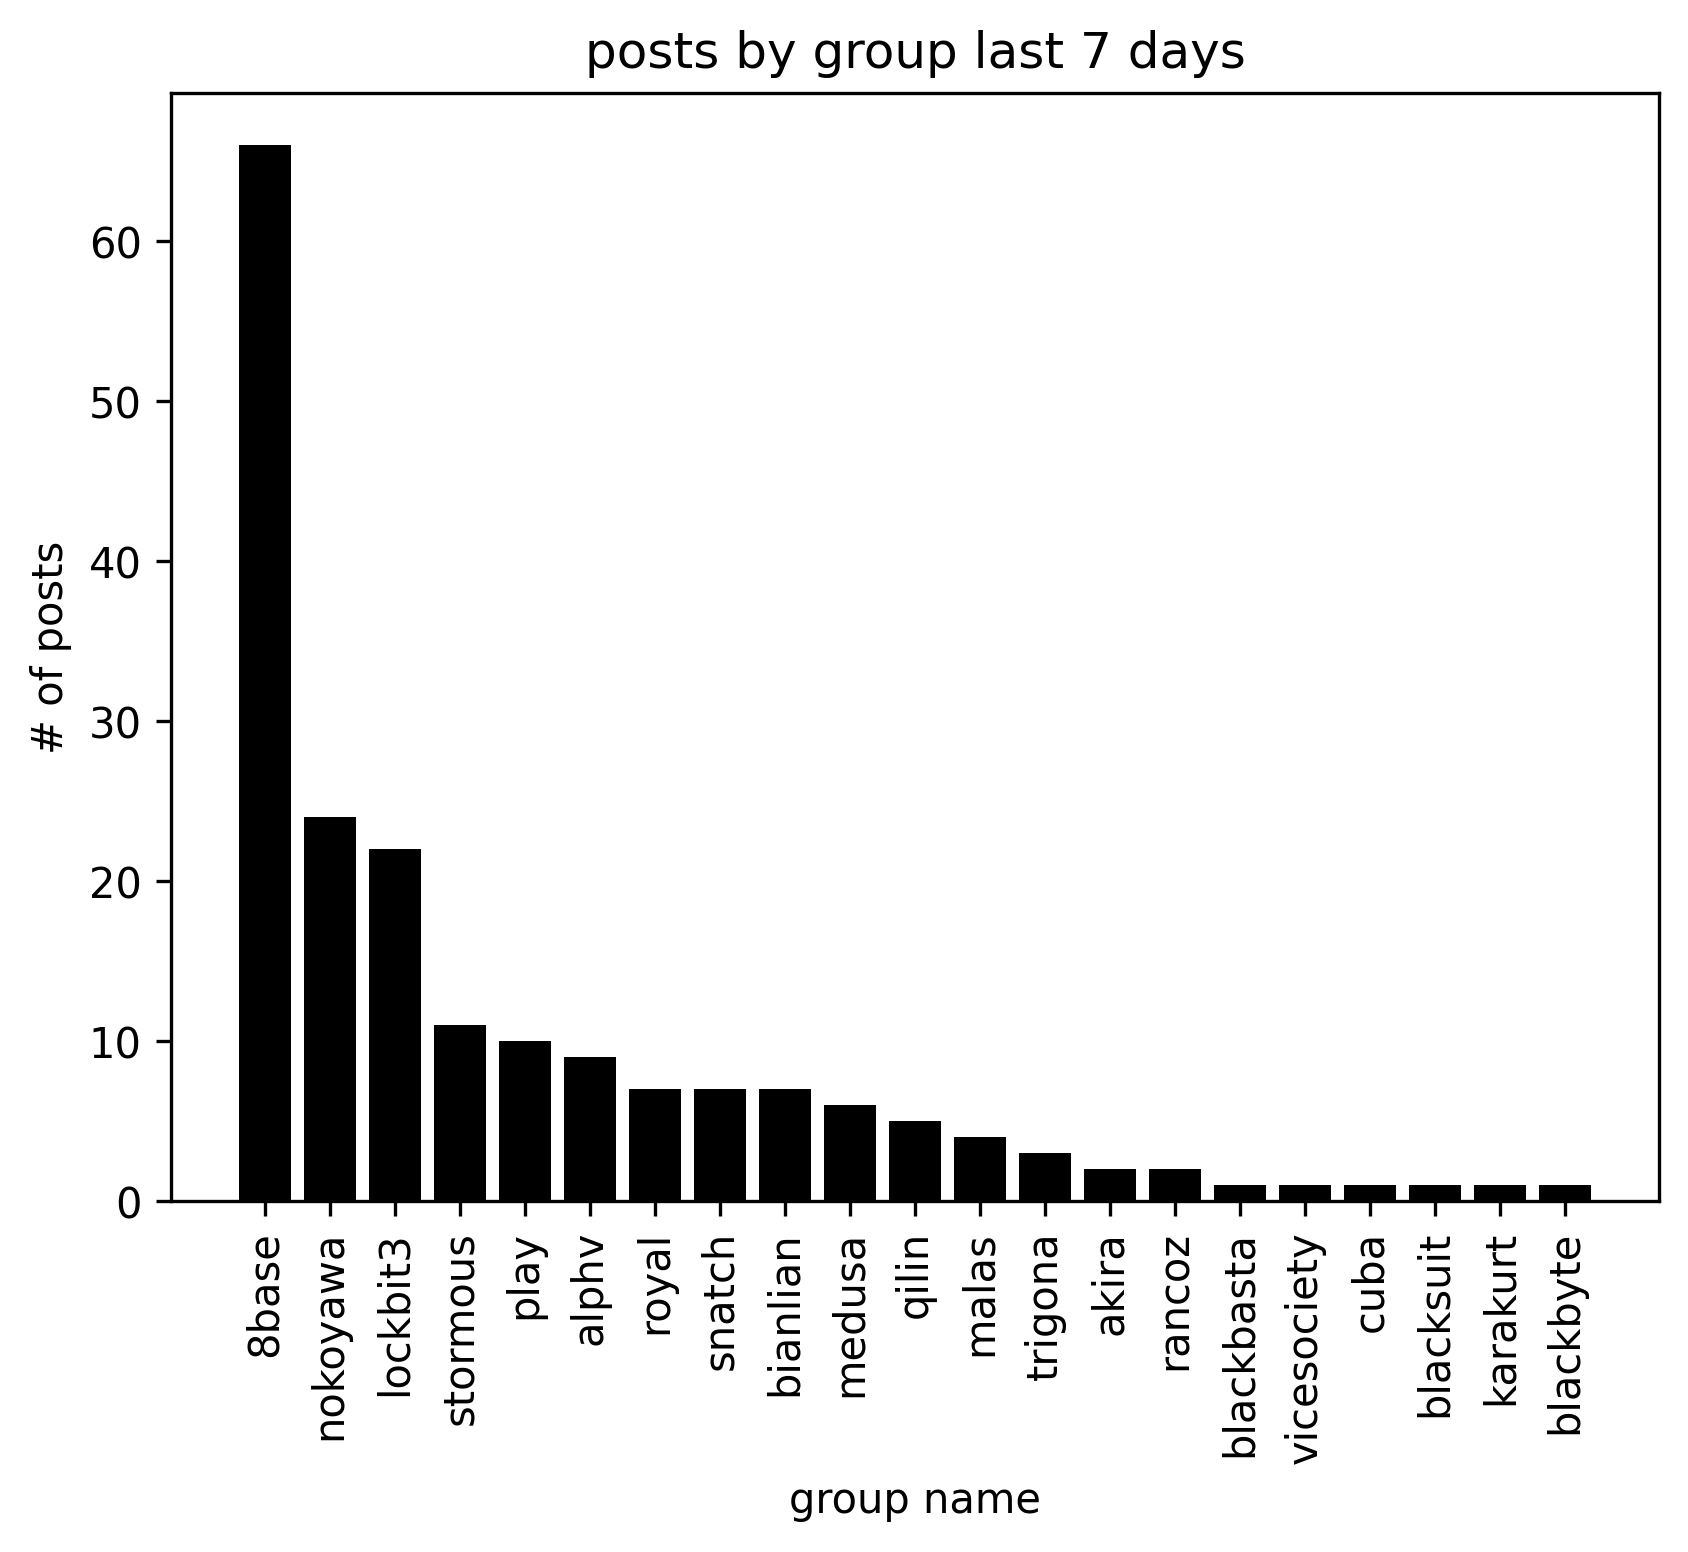 posts by group last 7 days
# of posts
60
50
40
30
20
10
0
8base
nokoyawa
lockbit3
stormous
play
alphv
royal
snatch
bianlian
medusa
qilin
malas
trigona
akira
rancoz
blackbasta
vicesociety
cuba
blacksuit
karakurt
blackbyte
group name